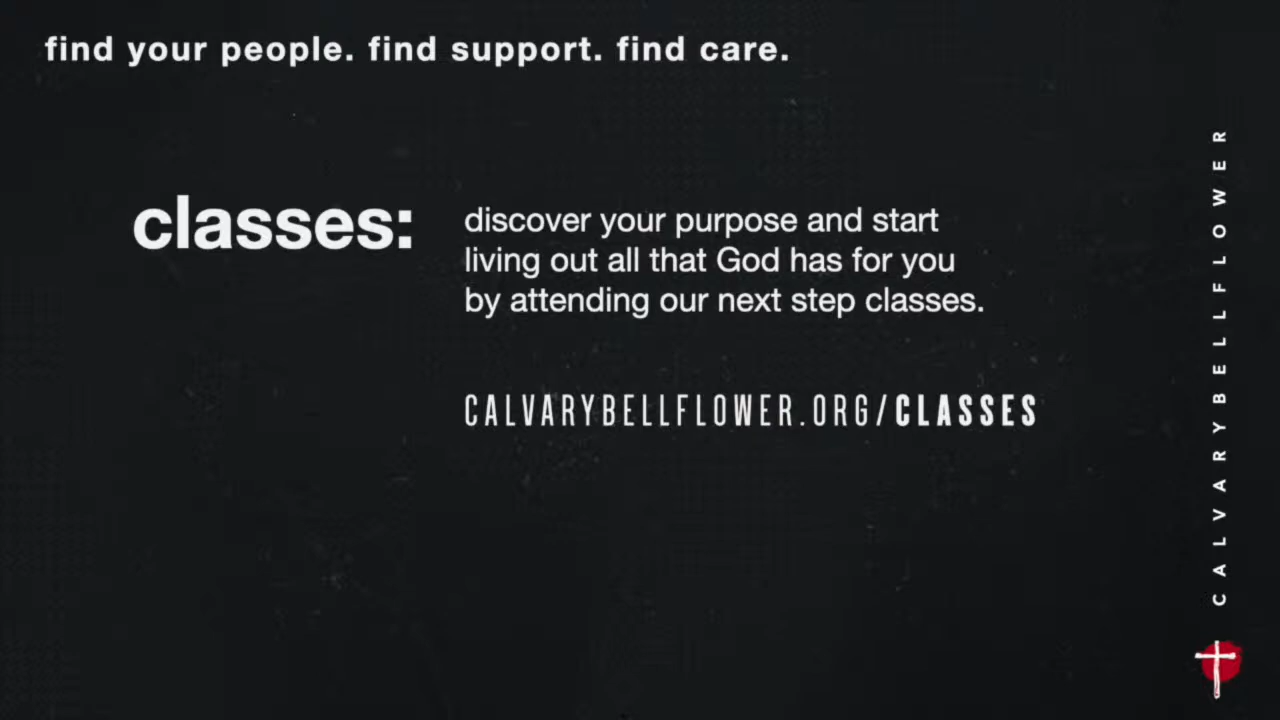 find your people. find support. find care.
classes:
discover your purpose and start
living out all that God has for you
by attending our next step classes.
CALVARYBELLFLOWER.ORG/CLASSES
CALVARYBELLFLOWER